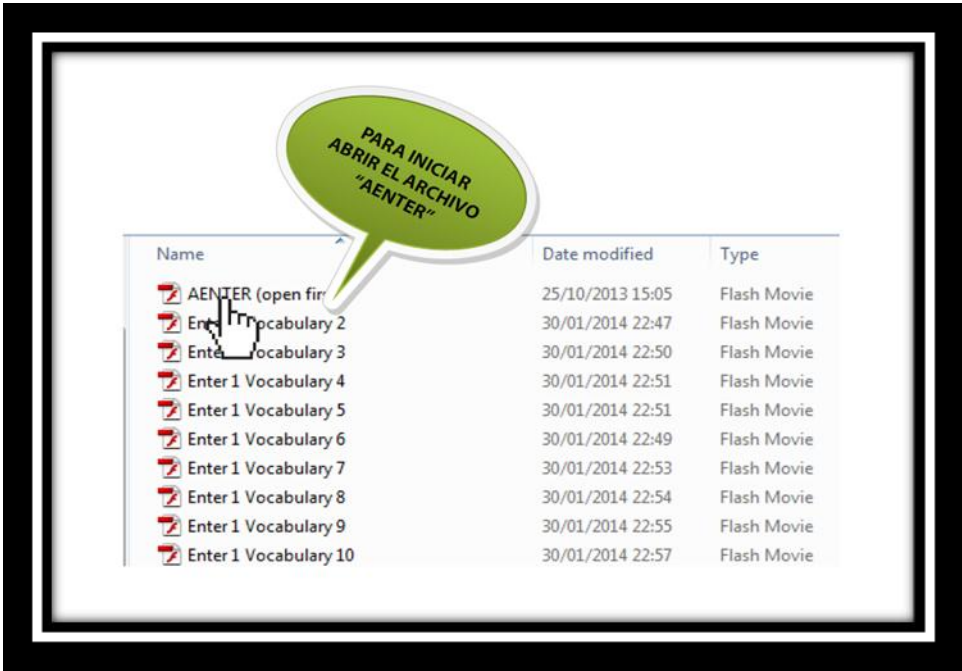 PARA INICIAR
ABRIR EL ARCHIVO
"AENTER"
Name Date modified Type
AENTER (open 25/10/2013 15:05 Flash Movie
2 30/01/2014 22:47 Flash Movie
3 30/01/2014 22:50 Flash Movie
Enter 1 Vocabulary 4 30/01/2014 22:51 Flash Movie
Enter 1 Vocabulary 5 30/01/2014 22:51 Flash Movie
Enter 1 Vocabulary 6 30/01/2014 22:49 Flash Movie
Enter 1 Vocabulary 7 30/01/2014 22:53 Flash Movie
Enter 1 Vocabulary 8 30/01/2014 22:54 Flash Movie
Enter 1 Vocabulary 9 30/01/2014 22:55 Flash Movie
Enter 1 Vocabulary 10 30/01/2014 22:57 Flash Movie